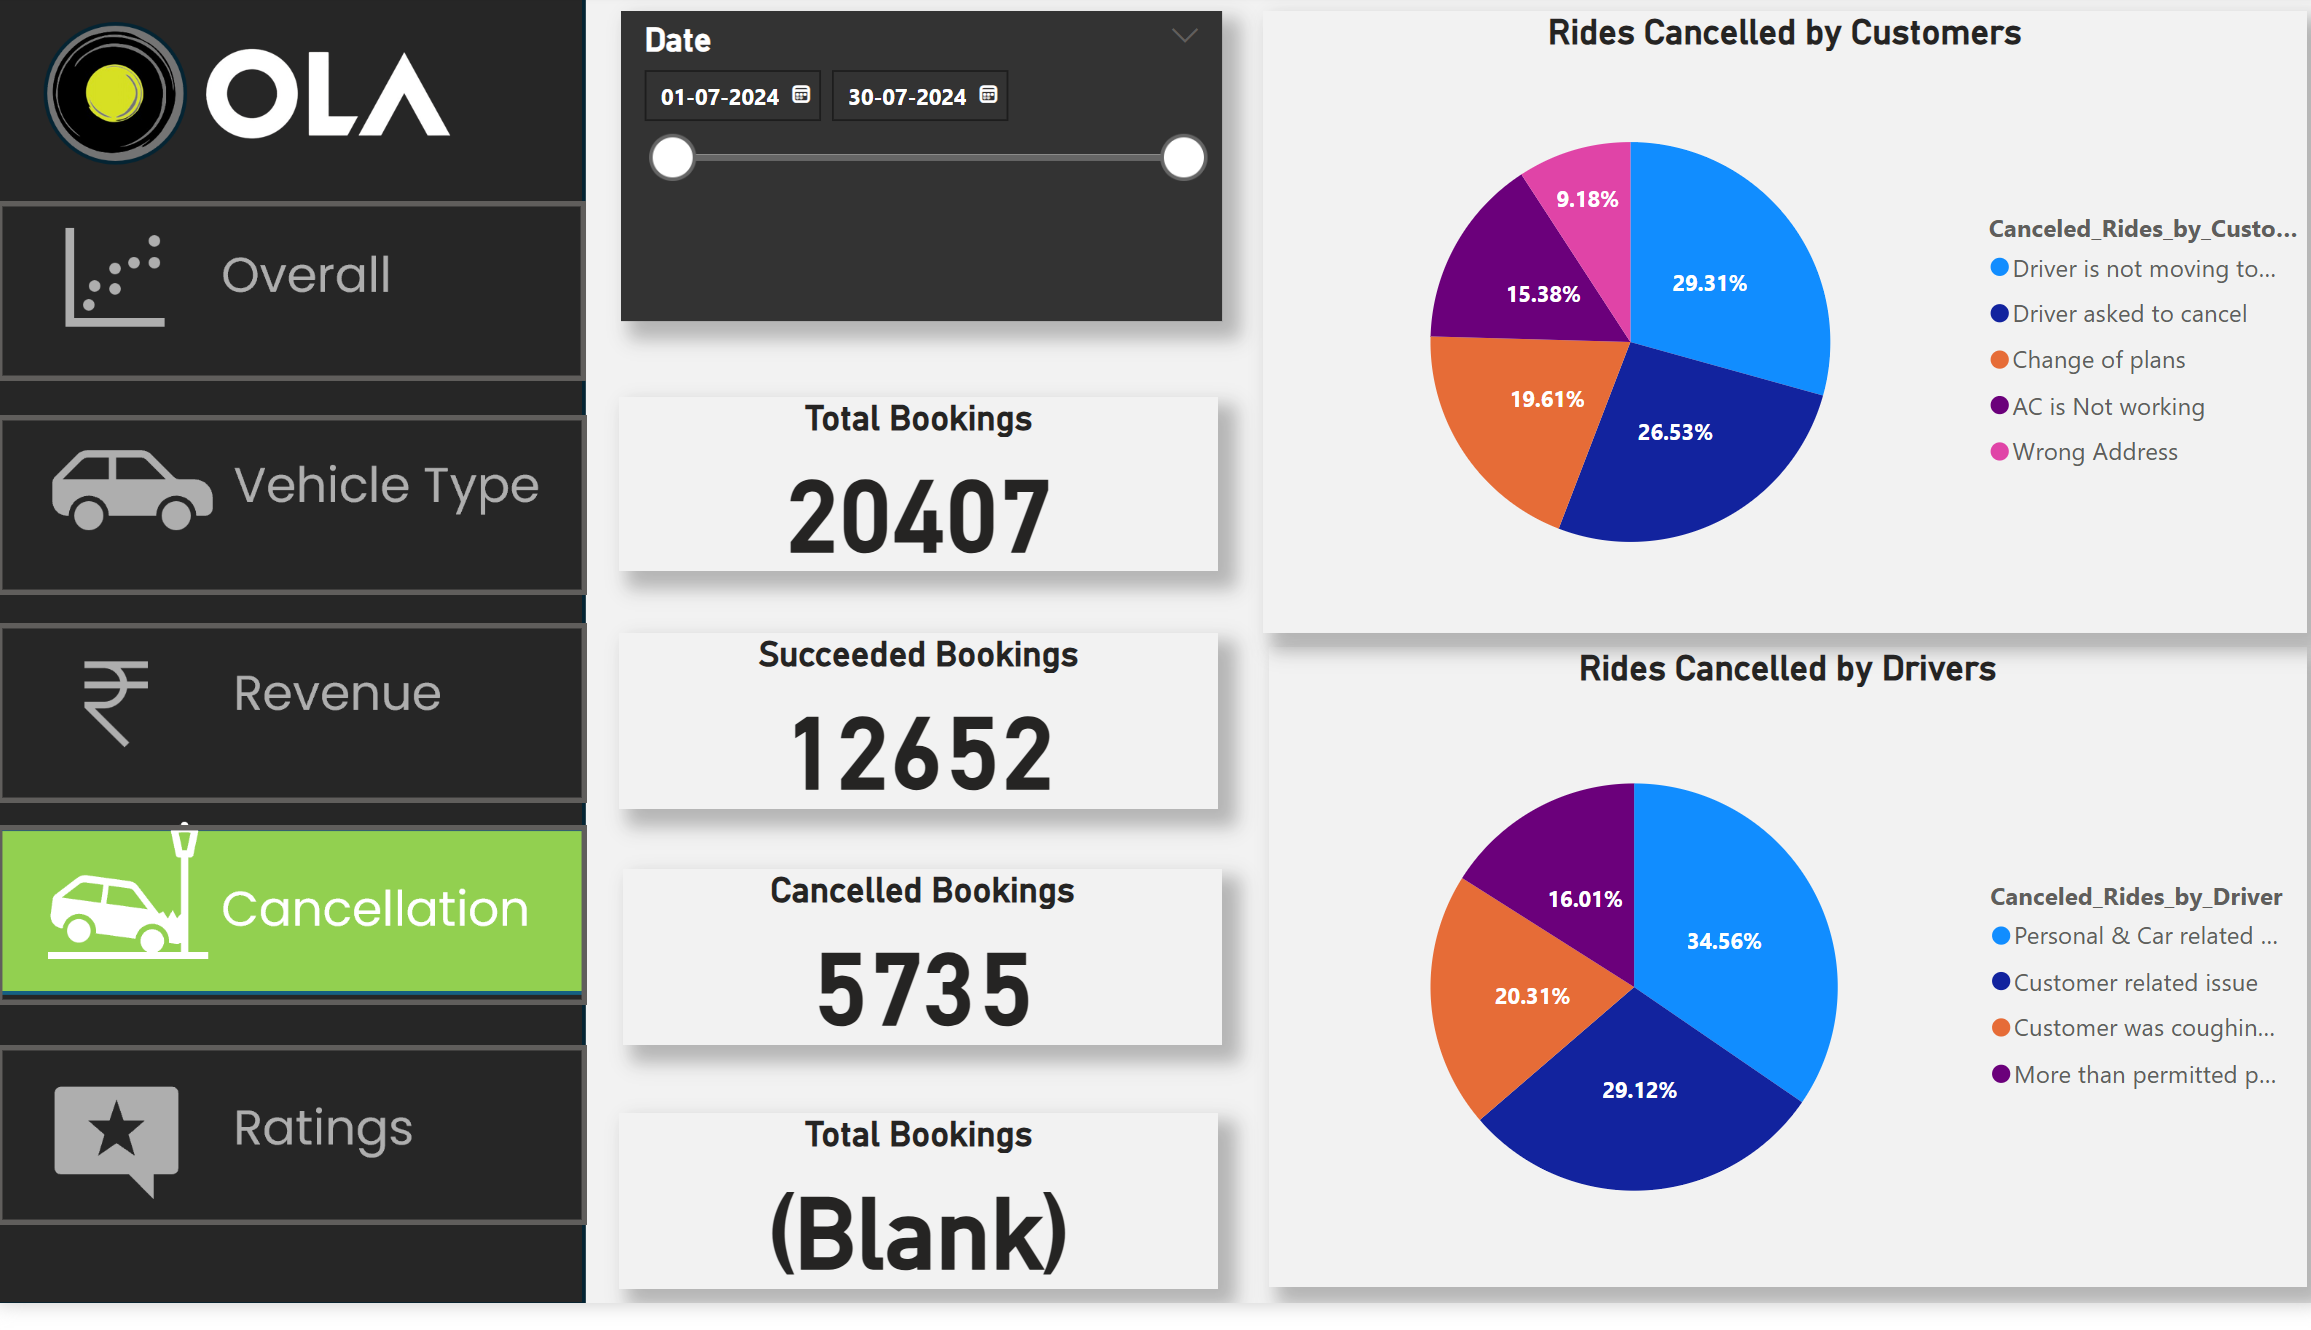 OLA
Overall
Vehicle Type
Revenue
Cancellation
Ratings
Date
01-07-2024
30-07-2024
Total Bookings
20407
Succeeded Bookings
12652
Cancelled Bookings
5735
Total Bookings
(Blank)
Rides Cancelled by Customers
9.18%
29.31%
15.38%
19.61%
26.53%
Canceled_Rides_by_Custo...
Driver is not moving to...
Driver asked to cancel
Change of plans
AC is Not working
Wrong Address
Rides Cancelled by Drivers
16.01%
34.56%
20.31%
29.12%
Canceled_Rides_by_Driver
Personal & Car related ...
Customer related issue
Customer was coughin...
More than permitted p...